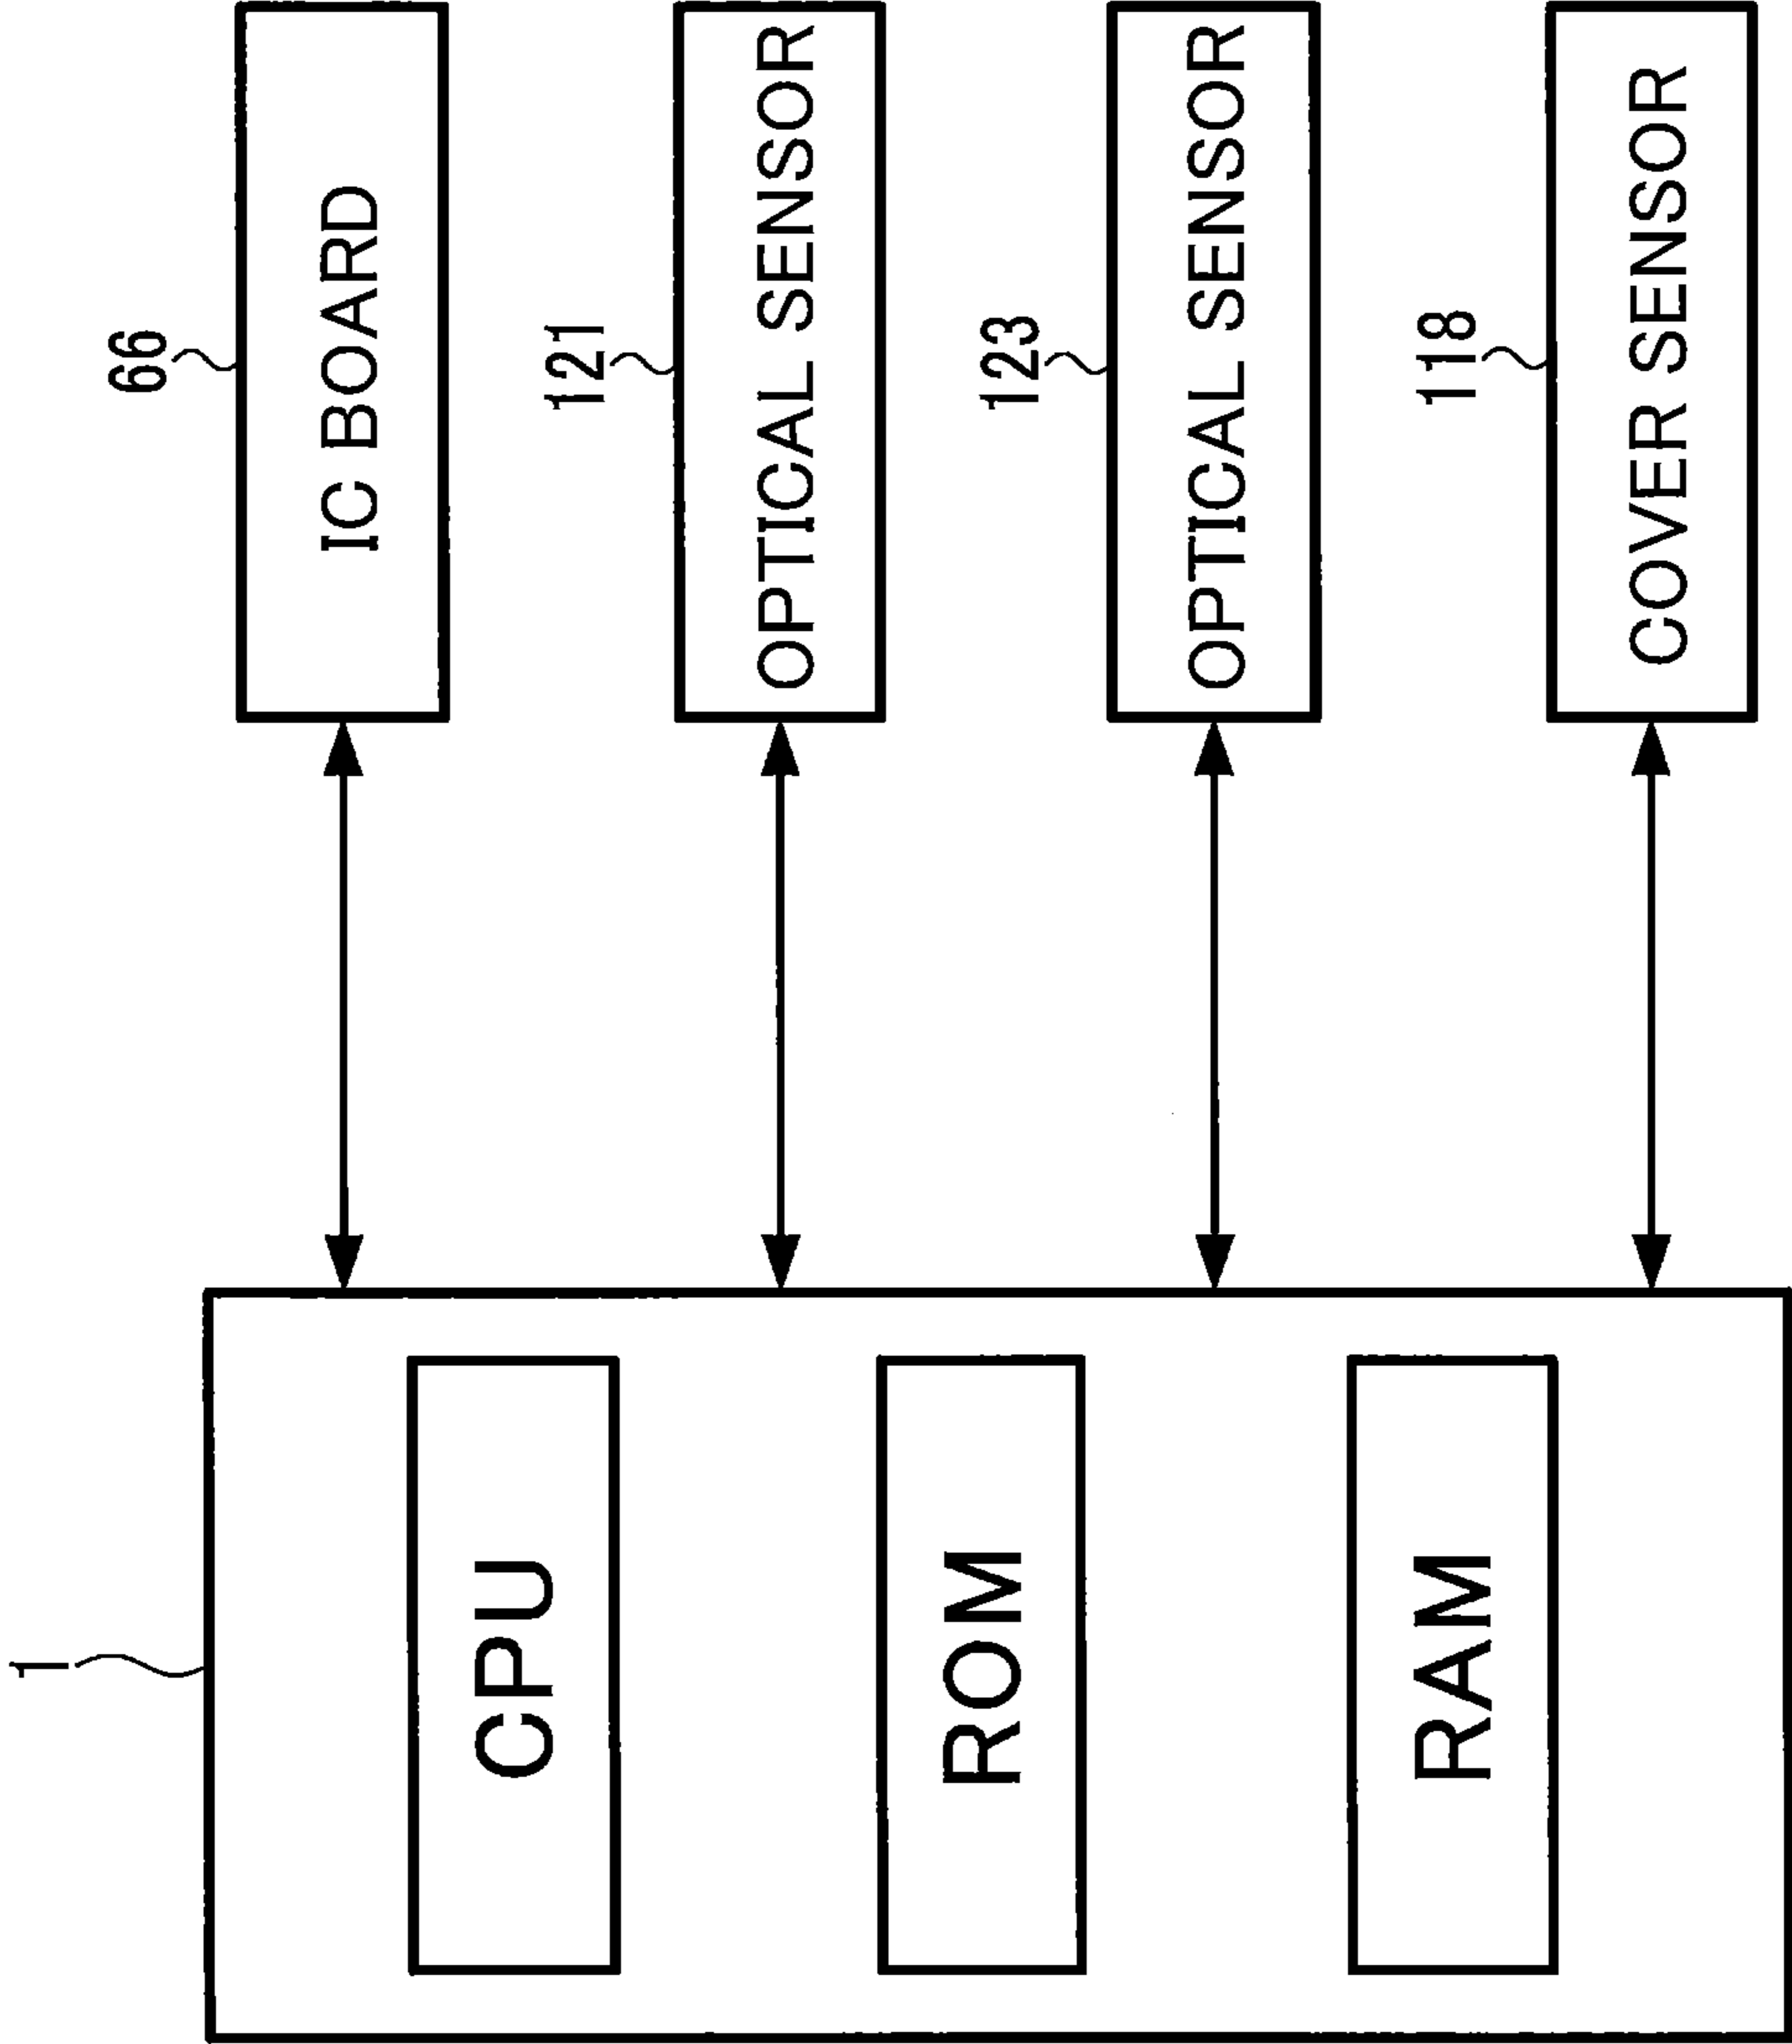 1
CPU
ROM
RAM
66
IC BOARD
121
OPTICAL SENSOR
123
OPTICAL SENSOR
118
COVER SENSOR